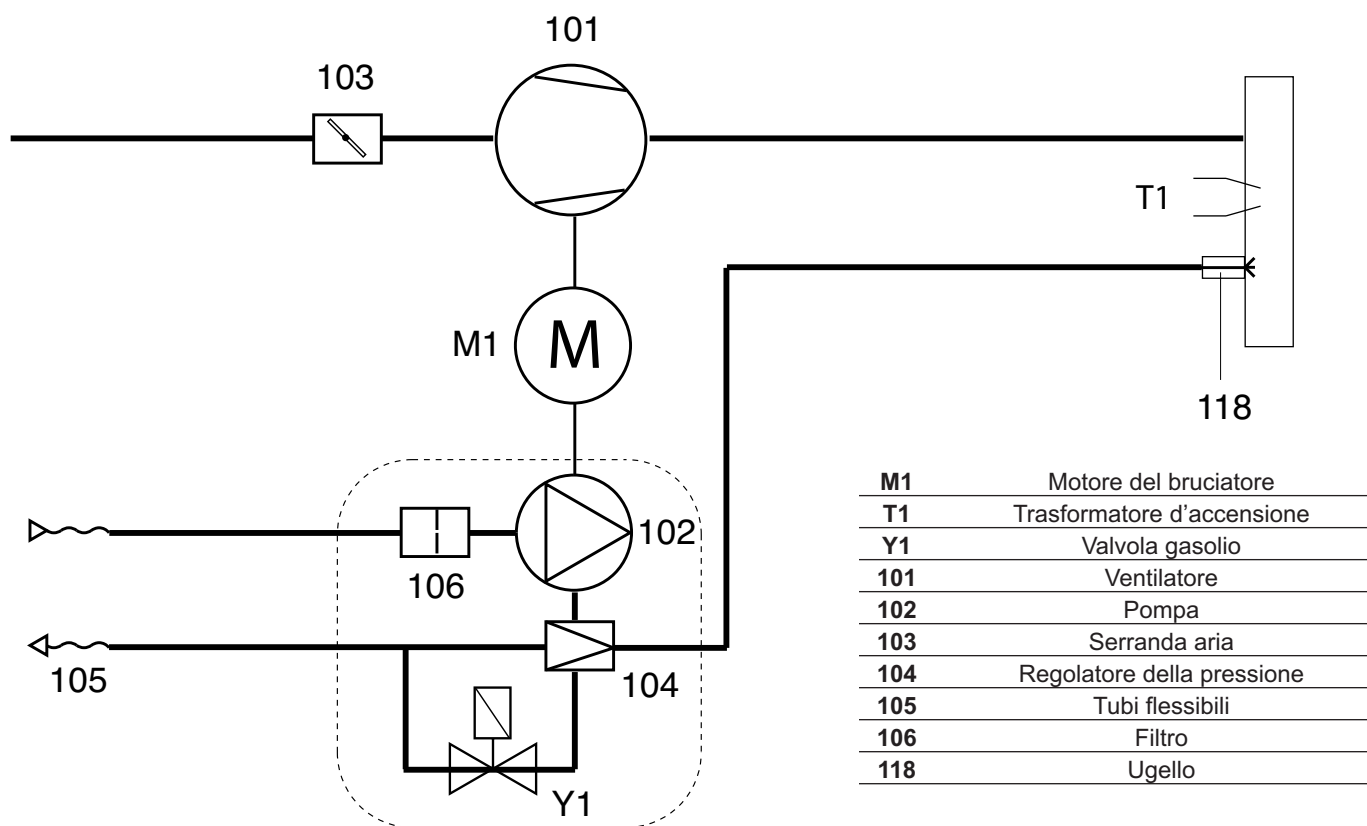 101
103
T1
M1
M
118
102
106
105
104
Y1
M1 Motore del bruciatore
T1 Trasformatore d'accensione
Y1 Valvola gasolio
101 Ventilatore
102 Pompa
103 Serranda aria
104 Regolatore della pressione
105 Tubi flessibili
106 Filtro
118 Ugello